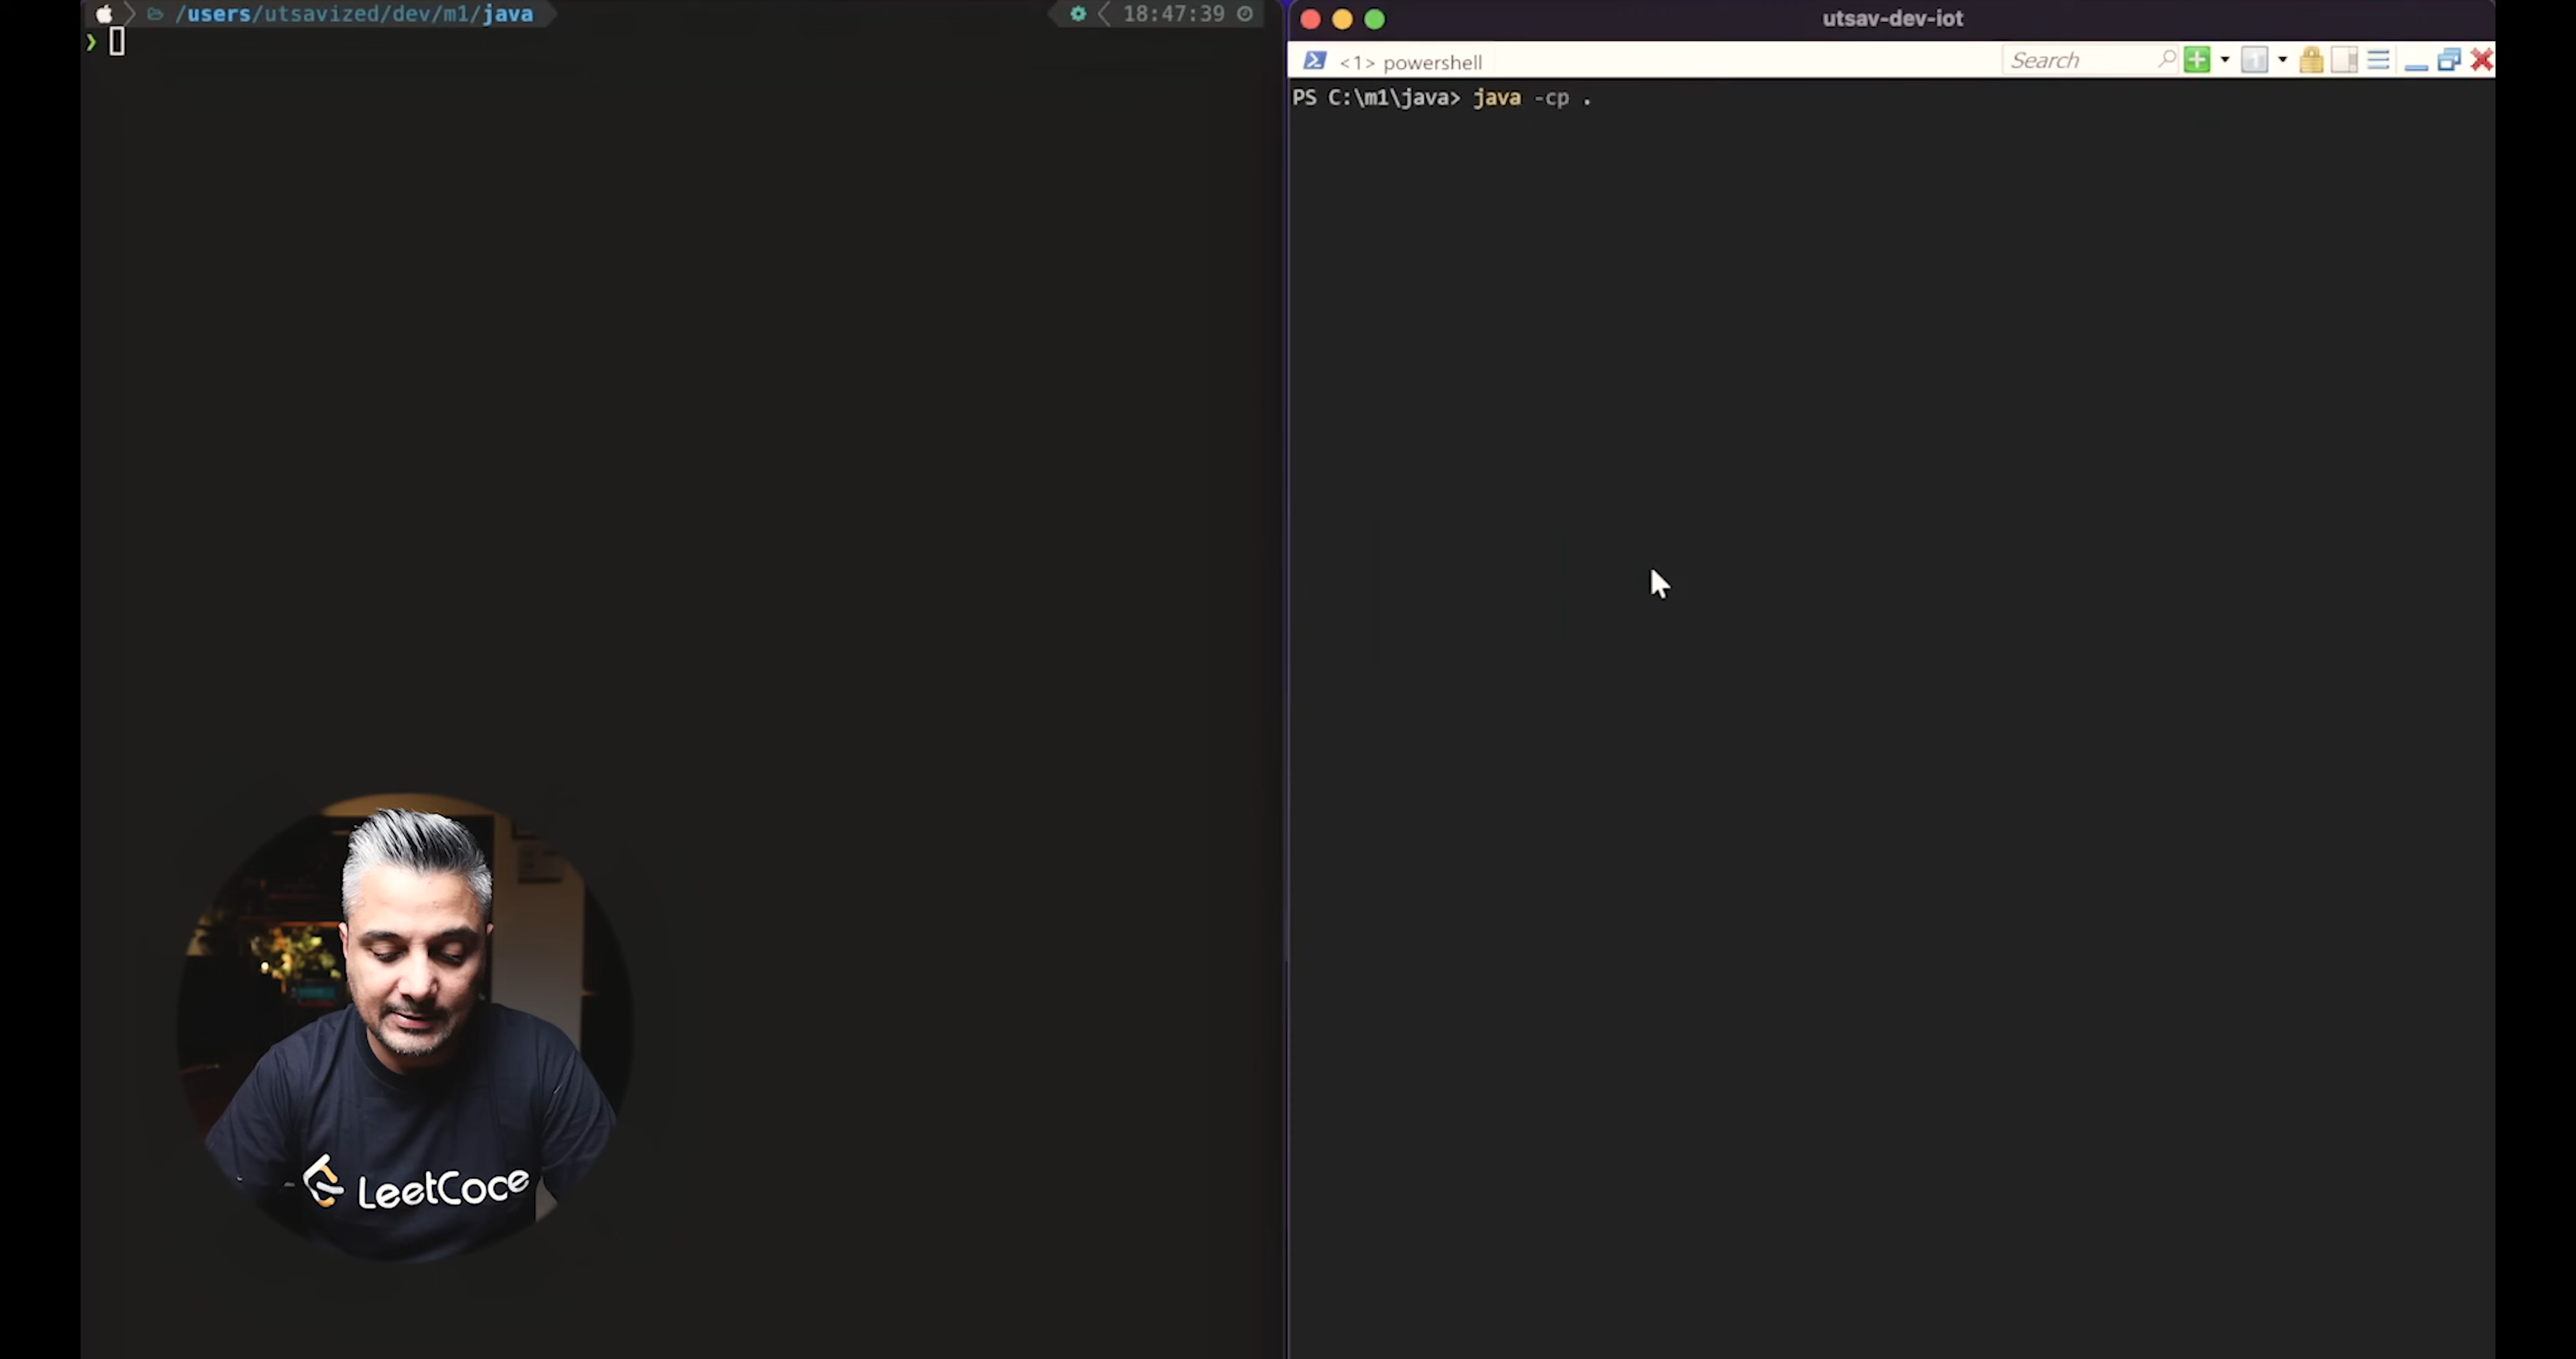 /users/utsavized/dev/m1/java
18:47:39
❯
utsav-dev-iot
<1> powershell
Search
PS C:\m1\java> java -cp .
LeetCoce